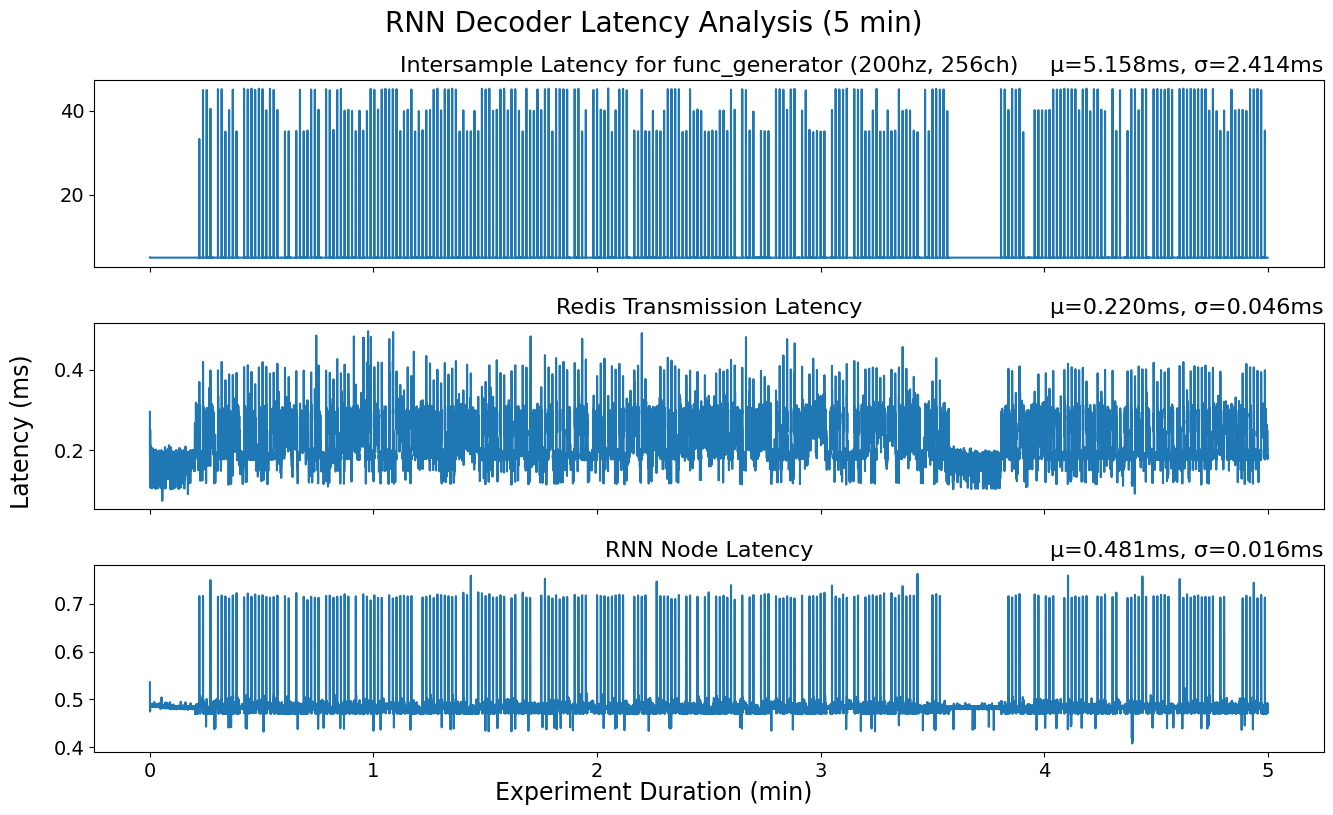 RNN Decoder Latency Analysis (5 min)
Intersample Latency for func_generator (200hz, 256ch) μ=5.158ms, σ=2.414ms
40
20
Redis Transmission Latency μ=0.220ms, σ=0.046ms
0.4
0.2
Latency (ms)
RNN Node Latency μ=0.481ms, σ=0.016ms
0.7
0.6
0.5
0.4
0 1 2 3 4 5
Experiment Duration (min)